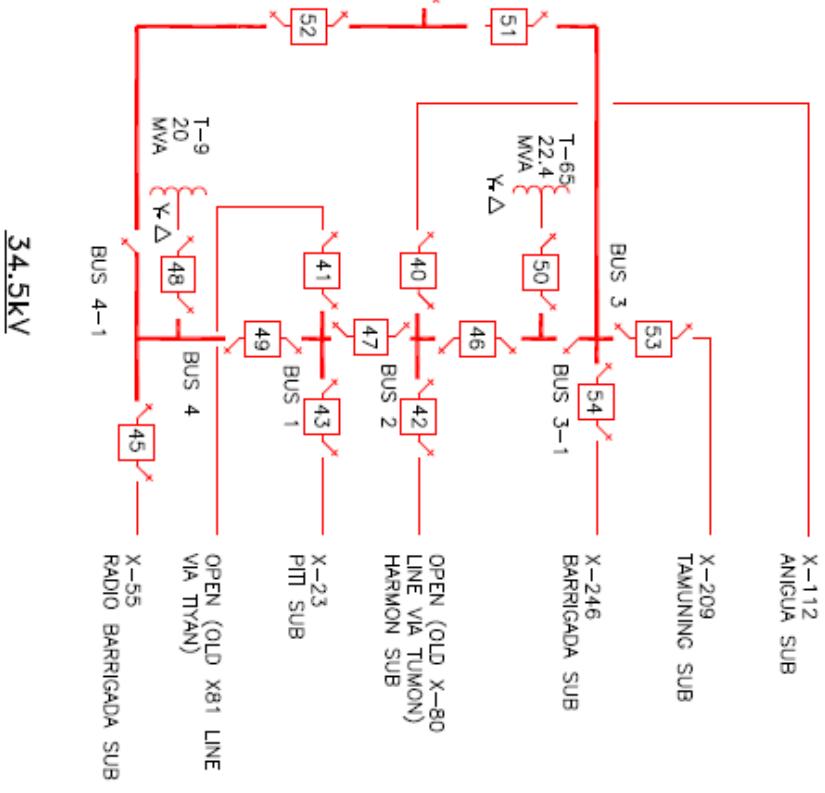 52
51
T-9
20
MVA
T-65
22.4
MVA
Y-Δ
Y-Δ
48
41
40
50
BUS 3
53
49
47
46
BUS 4-1
BUS 4
BUS 1
BUS 2
BUS 3-1
54
45
43
42
34.5kV
X-55
RADIO BARRIGADA SUB
OPEN (OLD X81 LINE
VIA TIYAN)
X-23
PITI SUB
OPEN (OLD X-80
LINE VIA TUMON)
HARMON SUB
X-246
BARRIGADA SUB
X-209
TAMUNING SUB
X-112
ANIGUA SUB